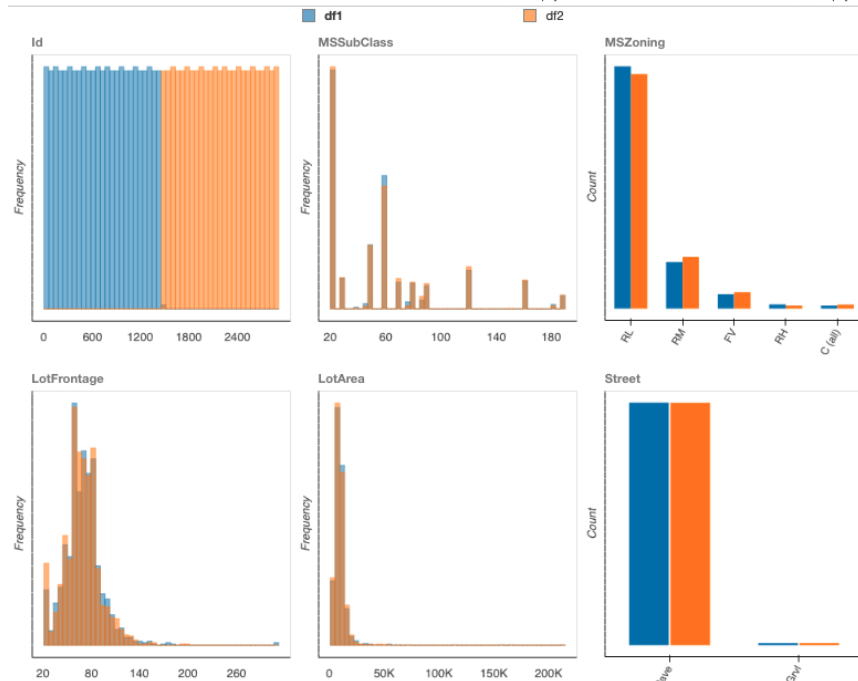 df1 df2
Id MSSubClass MSZoning
Frequency Frequency Count
0 600 1200 1800 2400
20 60 100 140 180
RL RM FV RH C (all)
LotFrontage LotArea Street
Frequency Frequency Count
20 80 140 200 260
0 50K 100K 150K 200K
Grvl